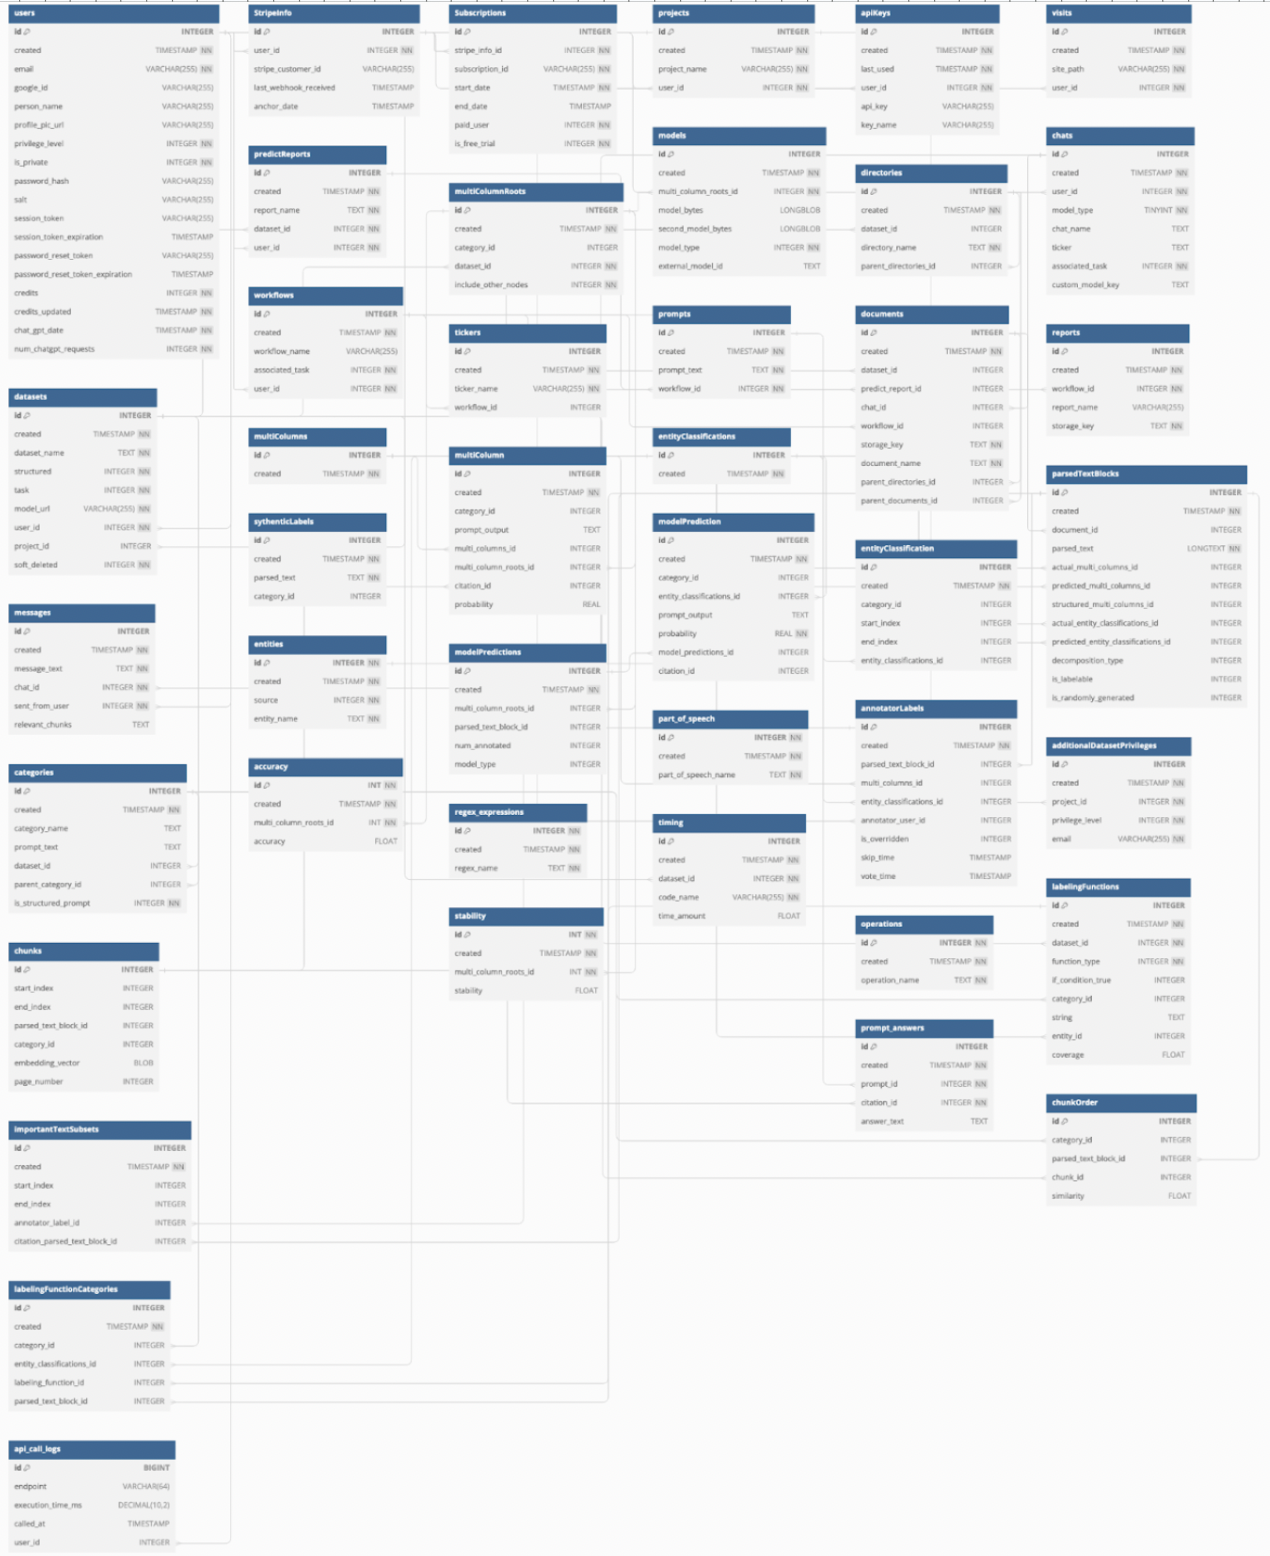 users
id INTEGER
created TIMESTAMP NN
email VARCHAR(255) NN
google_id VARCHAR(255)
person_name VARCHAR(255)
profile_pic_url VARCHAR(255)
privilege_level INTEGER
is_private INTEGER
password_hash VARCHAR(255)
salt VARCHAR(255)
session_token VARCHAR(255)
session_token_expiration TIMESTAMP
password_reset_token VARCHAR(255)
password_reset_token_expiration TIMESTAMP
credits INTEGER NN
credits_updated TIMESTAMP NN
chat_gpt_date TIMESTAMP NN
num_chatgpt_requests INTEGER NN
datasets
id INTEGER
created TIMESTAMP NN
dataset_name TEXT NN
structured INTEGER NN
task INTEGER NN
model_url VARCHAR(255) NN
user_id INTEGER NN
project_id INTEGER
soft_deleted INTEGER NN
messages
id INTEGER
created TIMESTAMP NN
message_text TEXT NN
chat_id INTEGER NN
sent_from_user INTEGER NN
relevant_chunks TEXT
categories
id INTEGER
created TIMESTAMP NN
category_name TEXT
prompt_text TEXT
dataset_id INTEGER
parent_category_id INTEGER
is_structured_prompt INTEGER NN
chunks
id INTEGER
start_index INTEGER
end_index INTEGER
parsed_text_block_id INTEGER
category_id INTEGER
embedding_vector BLOB
page_number INTEGER
importantTextSubsets
id INTEGER
created TIMESTAMP NN
start_index INTEGER
end_index INTEGER
annotator_label_id INTEGER
citation_parsed_text_block_id INTEGER
labelingFunctionCategories
id INTEGER
created TIMESTAMP NN
category_id INTEGER
entity_classifications_id INTEGER
labeling_function_id INTEGER
parsed_text_block_id INTEGER
api_call_logs
id BIGINT
endpoint VARCHAR(64)
execution_time_ms DECIMAL(10,2)
called_at TIMESTAMP
user_id INTEGER
StripeInfo
id INTEGER
user_id INTEGER NN
stripe_customer_id VARCHAR(255)
last_webhook_received TIMESTAMP
anchor_date TIMESTAMP
predictReports
id INTEGER
created TIMESTAMP NN
report_name TEXT NN
dataset_id INTEGER NN
user_id INTEGER NN
workflows
id INTEGER
created TIMESTAMP NN
workflow_name VARCHAR(255)
associated_task INTEGER NN
user_id INTEGER NN
multiColumns
id INTEGER
created TIMESTAMP NN
sythenticLabels
id INTEGER
created TIMESTAMP NN
parsed_text TEXT NN
category_id INTEGER
entities
id INTEGER NN
created TIMESTAMP NN
source INTEGER NN
entity_name TEXT NN
accuracy
id INT NN
created TIMESTAMP NN
multi_column_roots_id INT NN
accuracy FLOAT
Subscriptions
id INTEGER
stripe_info_id INTEGER NN
subscription_id VARCHAR(255) NN
start_date TIMESTAMP NN
end_date TIMESTAMP
paid_user INTEGER NN
is_free_trial INTEGER NN
multiColumnRoots
id INTEGER
created TIMESTAMP NN
category_id INTEGER
dataset_id INTEGER NN
include_other_nodes INTEGER NN
tickers
id INTEGER
created TIMESTAMP NN
ticker_name VARCHAR(255) NN
workflow_id INTEGER
multiColumn
id INTEGER
created TIMESTAMP NN
category_id INTEGER
prompt_output TEXT
multi_columns_id INTEGER
multi_column_roots_id INTEGER
citation_id INTEGER
probability REAL
modelPredictions
id INTEGER
created TIMESTAMP NN
multi_column_roots_id INTEGER
parsed_text_block_id INTEGER
num_annotated INTEGER
model_type INTEGER
regex_expressions
id INTEGER NN
created TIMESTAMP NN
regex_name TEXT NN
stability
id INT NN
created TIMESTAMP NN
multi_column_roots_id INT NN
stability FLOAT
projects
id INTEGER
created TIMESTAMP NN
project_name VARCHAR(255) NN
user_id INTEGER NN
models
id INTEGER
created TIMESTAMP NN
multi_column_roots_id INTEGER NN
model_bytes LONGBLOB
second_model_bytes LONGBLOB
model_type INTEGER NN
external_model_id TEXT
prompts
id INTEGER
created TIMESTAMP NN
prompt_text TEXT NN
workflow_id INTEGER NN
entityClassifications
id INTEGER
created TIMESTAMP NN
modelPrediction
id INTEGER
created TIMESTAMP NN
category_id INTEGER
entity_classifications_id INTEGER
prompt_output TEXT
probability REAL NN
model_predictions_id INTEGER
citation_id INTEGER
part_of_speech
id INTEGER NN
created TIMESTAMP NN
part_of_speech_name TEXT NN
timing
id INTEGER
created TIMESTAMP NN
dataset_id INTEGER NN
code_name VARCHAR(255) NN
time_amount FLOAT
apiKeys
id INTEGER
created TIMESTAMP NN
last_used TIMESTAMP NN
user_id INTEGER NN
api_key VARCHAR(255)
key_name VARCHAR(255)
directories
id INTEGER
created TIMESTAMP NN
dataset_id INTEGER
directory_name TEXT NN
parent_directories_id INTEGER
documents
id INTEGER
created TIMESTAMP NN
dataset_id INTEGER
predict_report_id INTEGER
chat_id INTEGER
workflow_id INTEGER
storage_key TEXT NN
document_name TEXT NN
parent_directories_id INTEGER
parent_documents_id INTEGER
entityClassification
id INTEGER
created TIMESTAMP NN
category_id INTEGER
start_index INTEGER
end_index INTEGER
entity_classifications_id INTEGER
annotatorLabels
id INTEGER
created TIMESTAMP NN
parsed_text_block_id INTEGER
multi_columns_id INTEGER
entity_classifications_id INTEGER
annotator_user_id INTEGER
is_overridden INTEGER
skip_time TIMESTAMP
vote_time TIMESTAMP
operations
id INTEGER NN
created TIMESTAMP NN
operation_name TEXT NN
prompt_answers
id INTEGER
created TIMESTAMP NN
prompt_id INTEGER NN
citation_id INTEGER NN
answer_text TEXT
visits
id INTEGER
created TIMESTAMP NN
site_path VARCHAR(255) NN
user_id INTEGER NN
chats
id INTEGER
created TIMESTAMP NN
user_id INTEGER NN
model_type TINYINT NN
chat_name TEXT
ticker TEXT
associated_task INTEGER NN
custom_model_key TEXT
reports
id INTEGER
created TIMESTAMP NN
workflow_id INTEGER NN
report_name VARCHAR(255)
storage_key TEXT NN
parsedTextBlocks
id INTEGER
created TIMESTAMP NN
document_id INTEGER
parsed_text LONGTEXT NN
actual_multi_columns_id INTEGER
predicted_multi_columns_id INTEGER
structured_multi_columns_id INTEGER
actual_entity_classifications_id INTEGER
predicted_entity_classifications_id INTEGER
decomposition_type INTEGER
is_labelable INTEGER
is_randomly_generated INTEGER
additionalDatasetPrivileges
id INTEGER
created TIMESTAMP NN
project_id INTEGER NN
privilege_level INTEGER NN
email VARCHAR(255) NN
labelingFunctions
id INTEGER
created TIMESTAMP NN
dataset_id INTEGER NN
function_type INTEGER NN
if_condition_true INTEGER
category_id INTEGER
string TEXT
entity_id INTEGER
coverage FLOAT
chunkOrder
id INTEGER
category_id INTEGER
parsed_text_block_id INTEGER
chunk_id INTEGER
similarity FLOAT